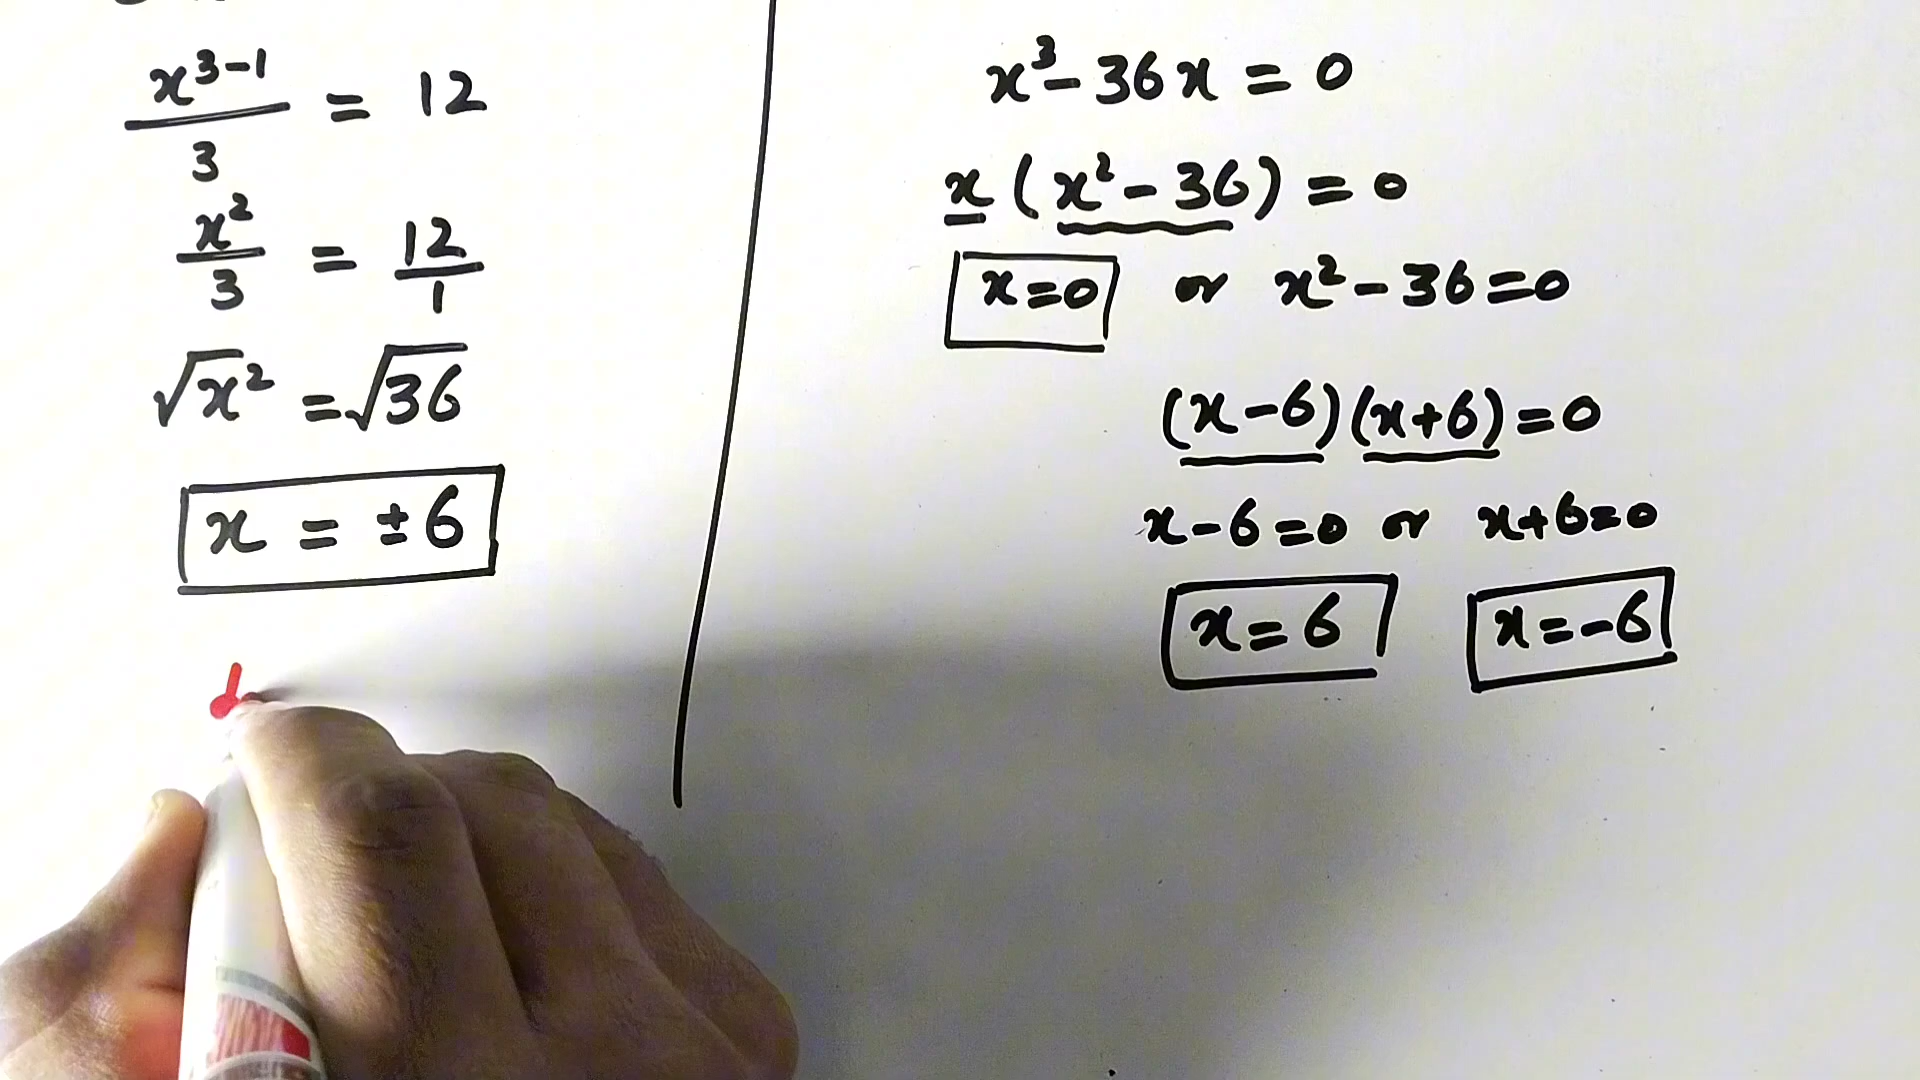 x³⁻¹/3 = 12
x²/3 = 12/1
√x² = √36
x = ±6
x³ - 36x = 0
x (x² - 36) = 0
x = 0 or x² - 36 = 0
(x - 6)(x + 6) = 0
x - 6 = 0 or x + 6 = 0
x = 6 x = -6